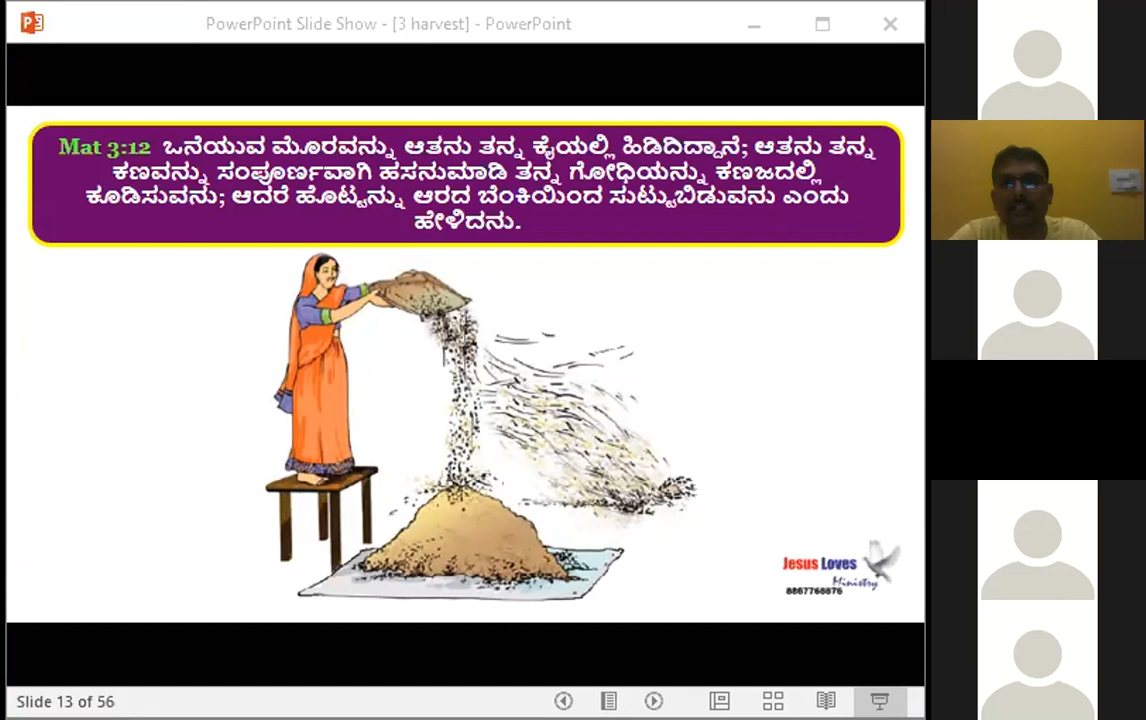 PowerPoint Slide Show - [3 harvest] - PowerPoint
Mat 3:12 ಒನೆಯುವ ಮೊರವನ್ನು ಆತನು ತನ್ನ ಕೈಯಲ್ಲಿ ಹಿಡಿದಿದ್ದಾನೆ; ಆತನು ತನ್ನ
ಕಣವನ್ನು ಸಂಪೂರ್ಣವಾಗಿ ಹಸನುಮಾಡಿ ತನ್ನ ಗೋಧಿಯನ್ನು ಕಣಜದಲ್ಲಿ
ಕೂಡಿಸುವನು; ಆದರೆ ಹೊಟ್ಟನ್ನು ಆರದ ಬೆಂಕಿಯಿಂದ ಸುಟ್ಟುಬಿಡುವನು ಎಂದು
ಹೇಳಿದನು.
Jesus Loves
Ministry
8867768876
Slide 13 of 56